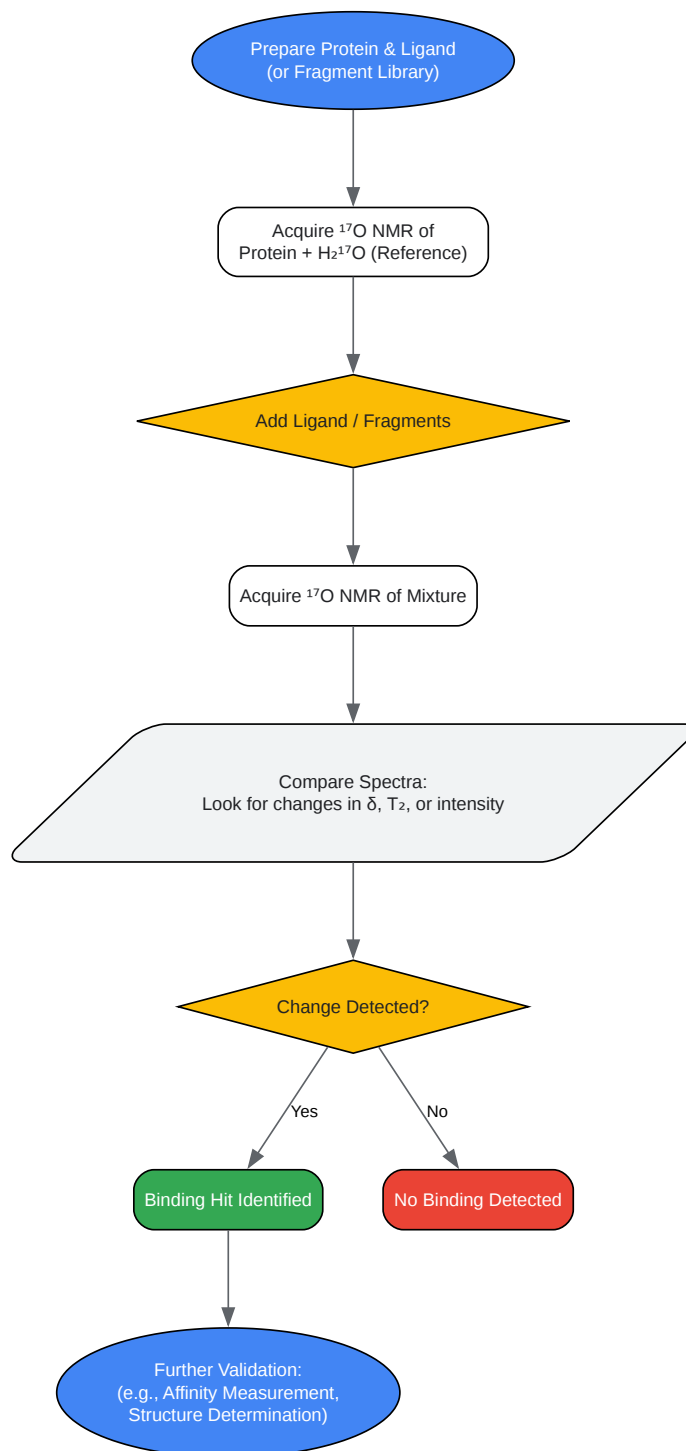 Prepare Protein & Ligand
(or Fragment Library)
Acquire ¹⁷O NMR of
Protein + H₂¹⁷O (Reference)
Add Ligand / Fragments
Acquire ¹⁷O NMR of Mixture
Compare Spectra:
Look for changes in δ, T₂, or intensity
Change Detected?
Yes
No
Binding Hit Identified
No Binding Detected
Further Validation:
(e.g., Affinity Measurement,
Structure Determination)